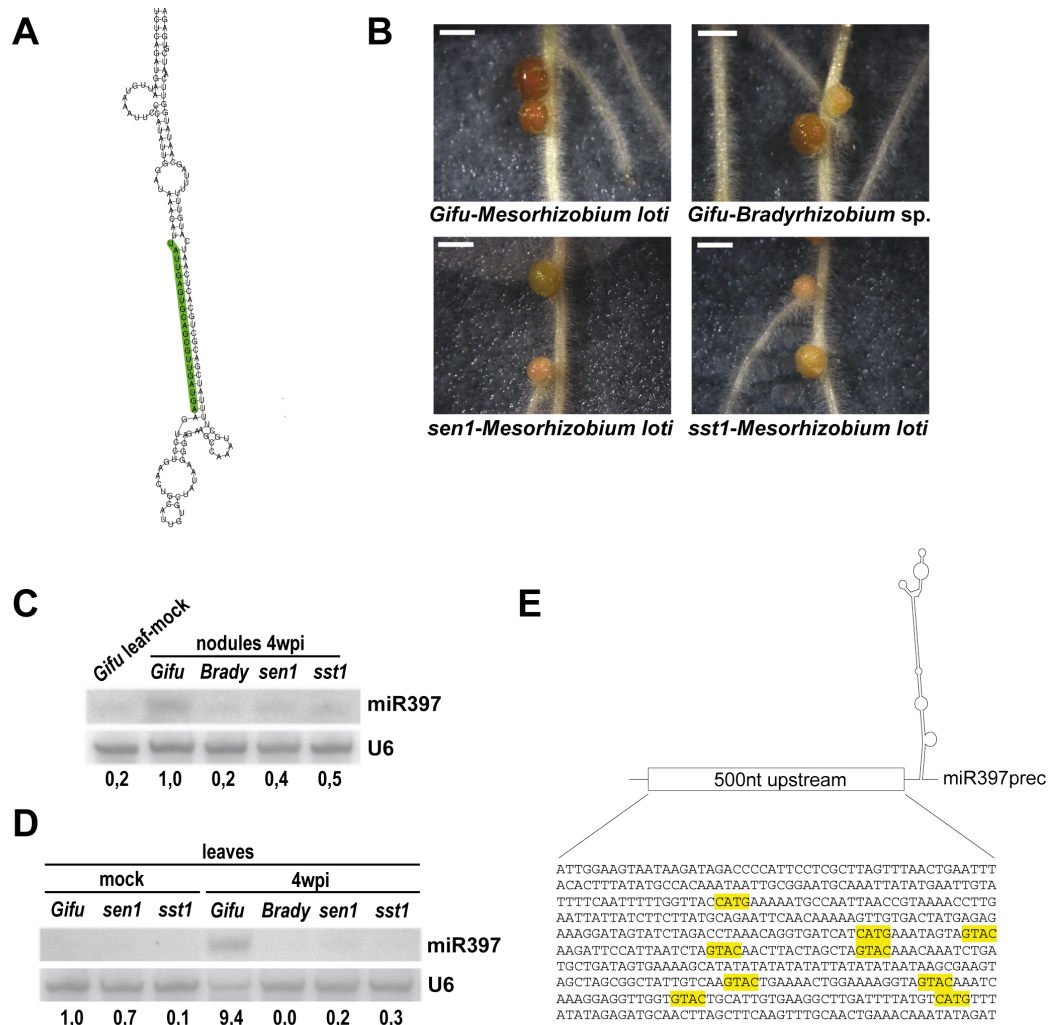 A
B
Gifu-Mesorhizobium loti
Gifu-Bradyrhizobium sp.
sen1-Mesorhizobium loti
sst1-Mesorhizobium loti
C
Gifu leaf-mock
nodules 4wpi
Gifu Brady sen1 sst1
miR397
U6
0,2 1,0 0,2 0,4 0,5
D
leaves
mock 4wpi
Gifu sen1 sst1 Gifu Brady sen1 sst1
miR397
U6
1,0 0,7 0,1 9,4 0,0 0,2 0,3
E
500nt upstream
miR397prec
ATTGGAAGTAATAAGATAGACCCCATTCCTCGCTTAGTTTAACTGAATTT
ACACTTTATATGCCACAAATAATTGCGGAATGCAAATTATATGAATTGTA
TTTTCAATTTTTGGTTACCATGAAAAATGCCAATTAACCGTAAAACCTTG
AATTATTATCTTCTTATGCAGAATTCAACAAAAAGTTGTGACTATGAGAG
AAAGGATAGTATCTAGACCTAAACAGGTGATCATCATGAAATAGTAGTAC
AAGATTCCATTAATCTAGTACAACTTACTAGCTAGTACAAACAAATCTGA
TGCTGATAGTGAAAAGCATATATATATATATTATATATAATAAGCGAAGT
AGCTAGCGGCTATTGTCAAGTACTGAAAACTGGAAAAGGTAGTACAAATC
AAAGGAGGTTGGTGTACTGCATTGTGAAGGCTTGATTTTATGTCATGTTT
ATATAGAGATGCAACTTAGCTTCAAGTTTGCAACTGAAACAAATATAGAT